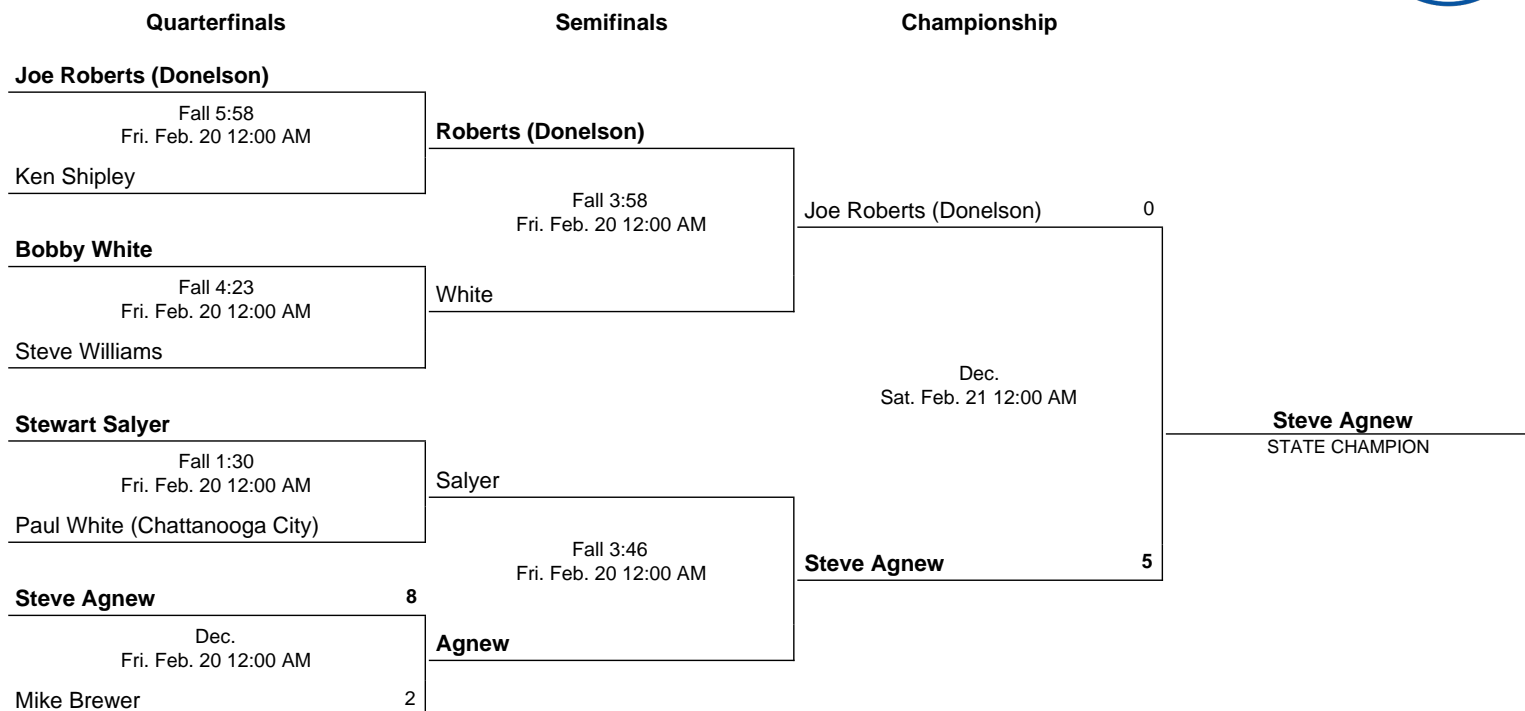 Quarterfinals
Semifinals
Championship
Joe Roberts (Donelson)
Fall 5:58
Fri. Feb. 20 12:00 AM
Ken Shipley
Bobby White
Fall 4:23
Fri. Feb. 20 12:00 AM
Steve Williams
Stewart Salyer
Fall 1:30
Fri. Feb. 20 12:00 AM
Paul White (Chattanooga City)
Steve Agnew 8
Dec.
Fri. Feb. 20 12:00 AM
Mike Brewer 2
Roberts (Donelson)
Fall 3:58
Fri. Feb. 20 12:00 AM
White
Salyer
Fall 3:46
Fri. Feb. 20 12:00 AM
Agnew
Joe Roberts (Donelson) 0
Dec.
Sat. Feb. 21 12:00 AM
Steve Agnew 5
Steve Agnew
STATE CHAMPION